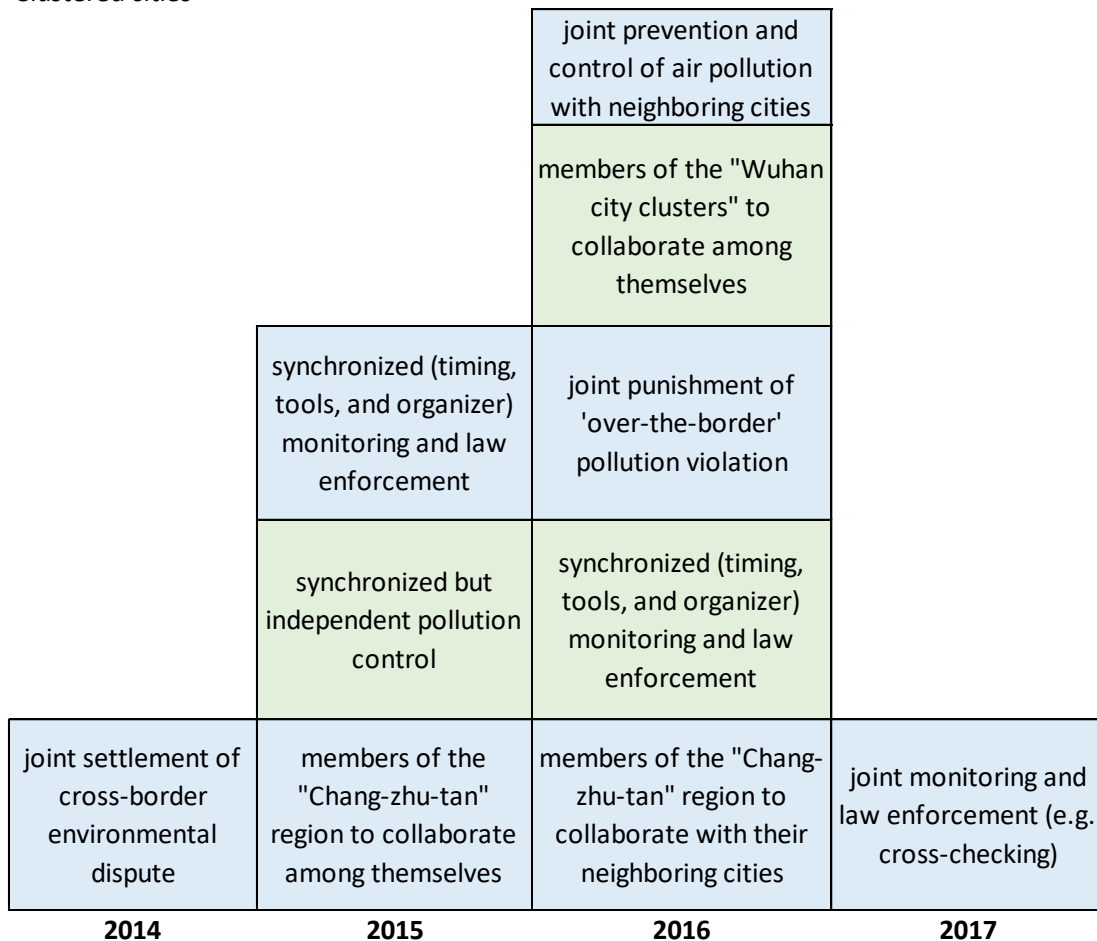 clustered cities
joint prevention and
control of air pollution
with neighboring cities
members of the "Wuhan
city clusters" to
collaborate among
themselves
synchronized (timing,
tools, and organizer)
monitoring and law
enforcement
joint punishment of
'over-the-border'
pollution violation
synchronized but
independent pollution
control
synchronized (timing,
tools, and organizer)
monitoring and law
enforcement
joint settlement of
cross-border
environmental
dispute
members of the
"Chang-zhu-tan"
region to collaborate
among themselves
members of the "Chang-
zhu-tan" region to
collaborate with their
neighboring cities
joint monitoring and
law enforcement (e.g.
cross-checking)
2014
2015
2016
2017